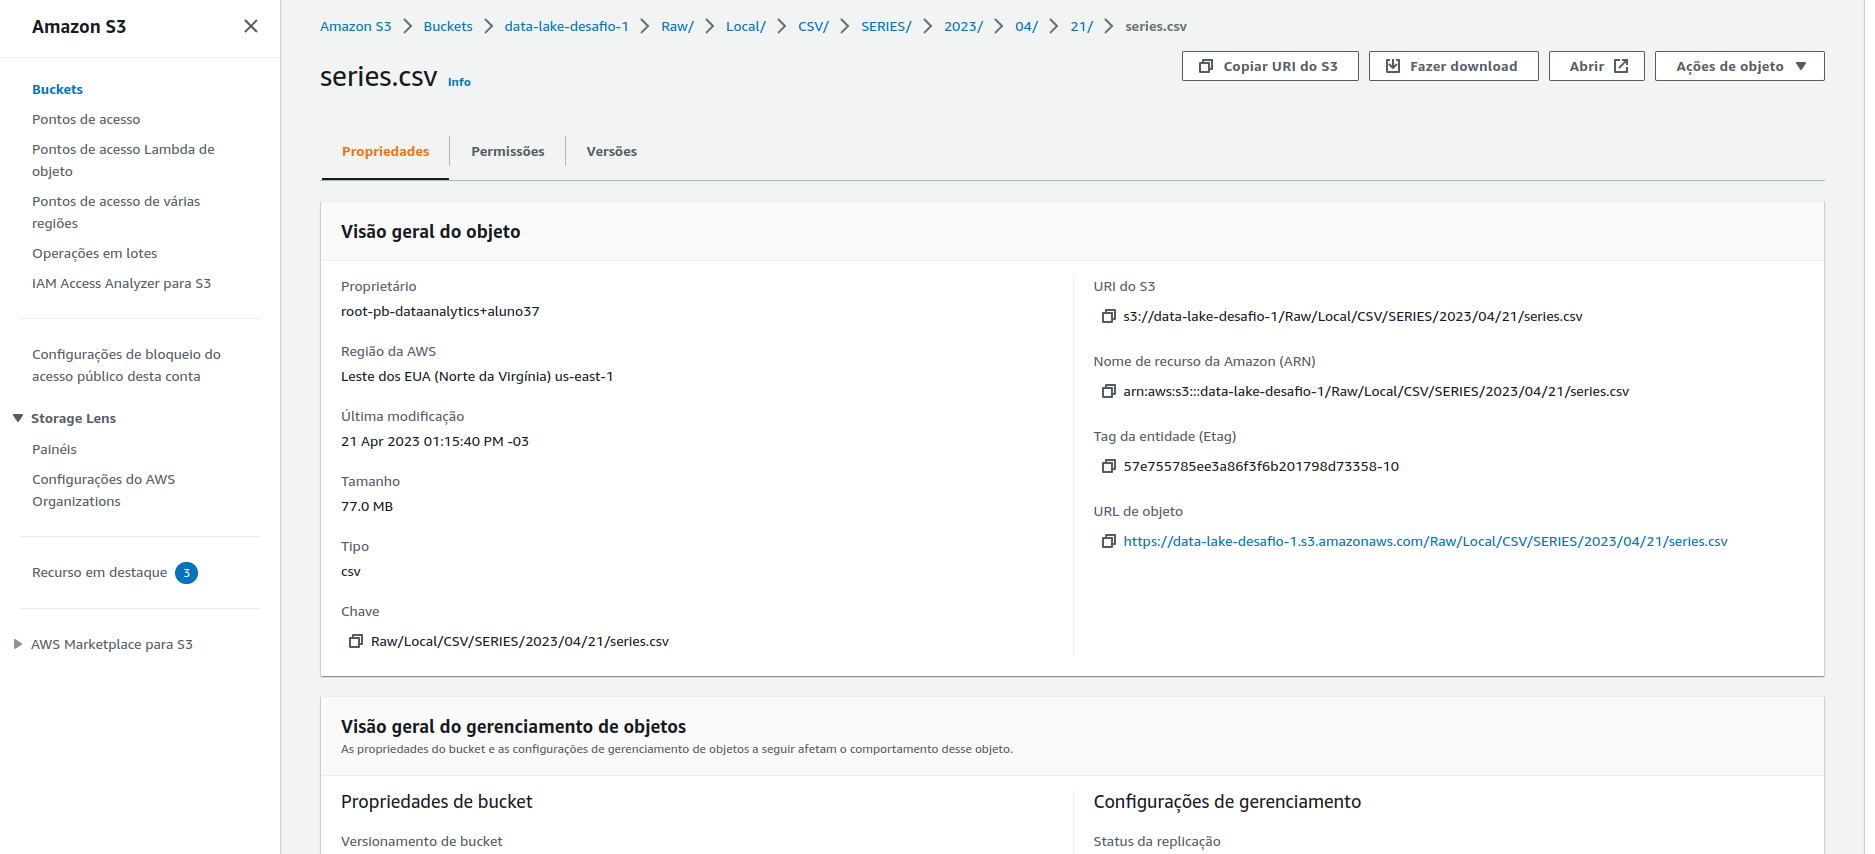 Amazon S3
Buckets
Pontos de acesso
Pontos de acesso Lambda de
objeto
Pontos de acesso de várias
regiões
Operações em lotes
IAM Access Analyzer para S3
Configurações de bloqueio do
acesso público desta conta
Storage Lens
Painéis
Configurações do AWS
Organizations
Recurso em destaque 3
AWS Marketplace para S3
Amazon S3 > Buckets > data-lake-desafio-1 > Raw/ > Local/ > CSV/ > SERIES/ > 2023/ > 04/ > 21/ > series.csv
series.csv Info
Copiar URI do S3 Fazer download Abrir Ações de objeto
Propriedades Permissões Versões
Visão geral do objeto
Proprietário
root-pb-dataanalytics+aluno37
Região da AWS
Leste dos EUA (Norte da Virgínia) us-east-1
Última modificação
21 Apr 2023 01:15:40 PM -03
Tamanho
77.0 MB
Tipo
csv
Chave
Raw/Local/CSV/SERIES/2023/04/21/series.csv
URI do S3
s3://data-lake-desafio-1/Raw/Local/CSV/SERIES/2023/04/21/series.csv
Nome de recurso da Amazon (ARN)
arn:aws:s3:::data-lake-desafio-1/Raw/Local/CSV/SERIES/2023/04/21/series.csv
Tag da entidade (Etag)
57e755785ee3a86f3f6b201798d73358-10
URL de objeto
https://data-lake-desafio-1.s3.amazonaws.com/Raw/Local/CSV/SERIES/2023/04/21/series.csv
Visão geral do gerenciamento de objetos
As propriedades do bucket e as configurações de gerenciamento de objetos a seguir afetam o comportamento desse objeto.
Propriedades de bucket
Versionamento de bucket
Configurações de gerenciamento
Status da replicação